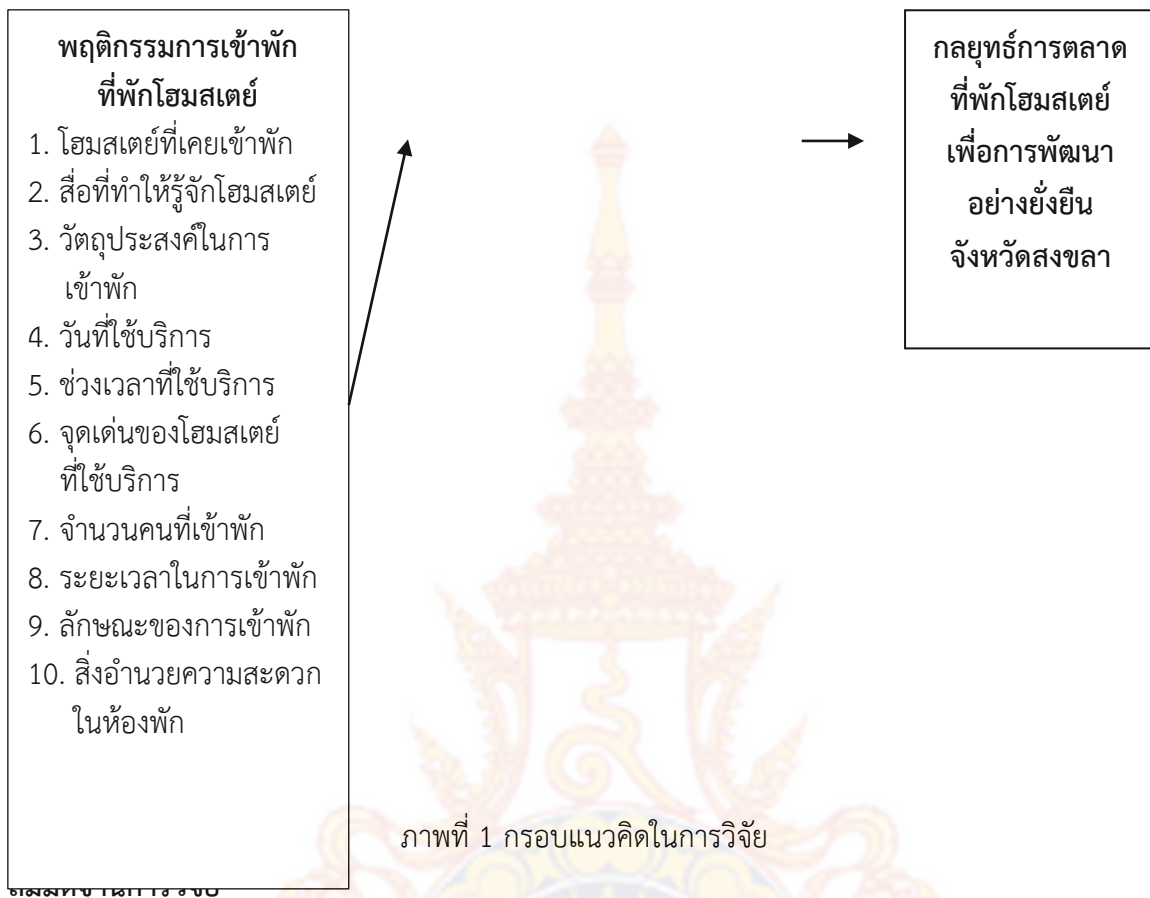 พฤติกรรมการเข้าพัก
ที่พักโฮมสเตย์
1. โฮมสเตย์ที่เคยเข้าพัก
2. สื่อที่ทำให้รู้จักโฮมสเตย์
3. วัตถุประสงค์ในการ
เข้าพัก
4. วันที่ใช้บริการ
5. ช่วงเวลาที่ใช้บริการ
6. จุดเด่นของโฮมสเตย์
ที่ใช้บริการ
7. จำนวนคนที่เข้าพัก
8. ระยะเวลาในการเข้าพัก
9. ลักษณะของการเข้าพัก
10. สิ่งอำนวยความสะดวก
ในห้องพัก
กลยุทธ์การตลาด
ที่พักโฮมสเตย์
เพื่อการพัฒนา
อย่างยั่งยืน
จังหวัดสงขลา
ภาพที่ 1 กรอบแนวคิดในการวิจัย